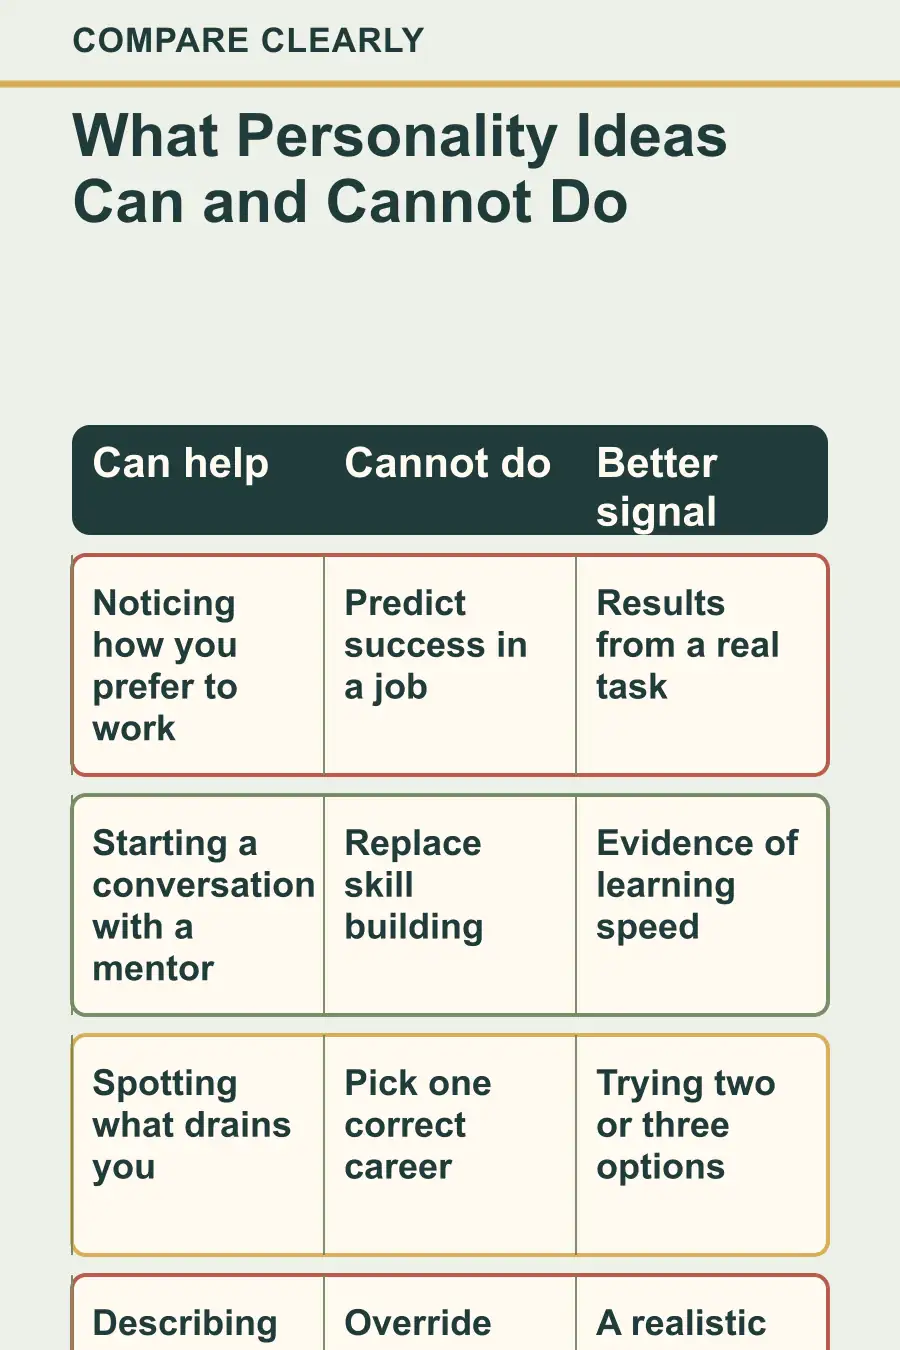 COMPARE CLEARLY
What Personality Ideas
Can and Cannot Do
Can help
Cannot do
Better
signal
Noticing
how you
prefer to
work
Predict
success in
a job
Results
from a real
task
Starting a
conversation
with a
mentor
Replace
skill
building
Evidence of
learning
speed
Spotting
what drains
you
Pick one
correct
career
Trying two
or three
options
Describing
Override
A realistic